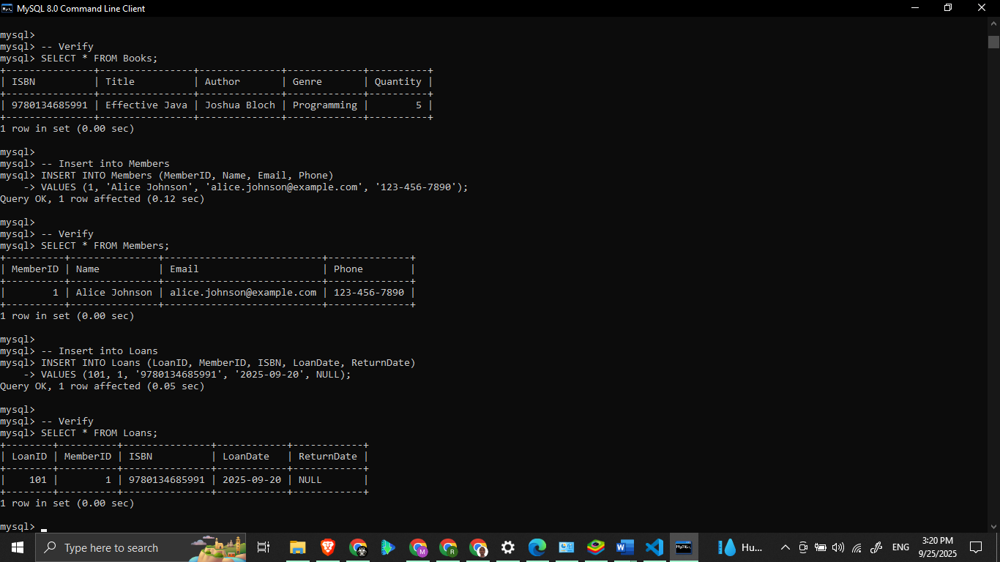 MySQL 8.0 Command Line Client
mysql>
mysql> -- Verify
mysql> SELECT * FROM Books;
+---------------+----------------+--------------+-------------+----------+
| ISBN          | Title          | Author       | Genre       | Quantity |
+---------------+----------------+--------------+-------------+----------+
| 9780134685991 | Effective Java | Joshua Bloch | Programming |        5 |
+---------------+----------------+--------------+-------------+----------+
1 row in set (0.00 sec)
mysql>
mysql> -- Insert into Members
mysql> INSERT INTO Members (MemberID, Name, Email, Phone)
    -> VALUES (1, 'Alice Johnson', 'alice.johnson@example.com', '123-456-7890');
Query OK, 1 row affected (0.12 sec)
mysql>
mysql> -- Verify
mysql> SELECT * FROM Members;
+----------+---------------+---------------------------+--------------+
| MemberID | Name          | Email                     | Phone        |
+----------+---------------+---------------------------+--------------+
|        1 | Alice Johnson | alice.johnson@example.com | 123-456-7890 |
+----------+---------------+---------------------------+--------------+
1 row in set (0.00 sec)
mysql>
mysql> -- Insert into Loans
mysql> INSERT INTO Loans (LoanID, MemberID, ISBN, LoanDate, ReturnDate)
    -> VALUES (101, 1, '9780134685991', '2025-09-20', NULL);
Query OK, 1 row affected (0.05 sec)
mysql>
mysql> -- Verify
mysql> SELECT * FROM Loans;
+--------+----------+---------------+------------+------------+
| LoanID | MemberID | ISBN          | LoanDate   | ReturnDate |
+--------+----------+---------------+------------+------------+
|    101 |        1 | 9780134685991 | 2025-09-20 | NULL       |
+--------+----------+---------------+------------+------------+
1 row in set (0.00 sec)
mysql>
Type here to search
M
R
W
MySQL
Hu...
ENG
3:20 PM
9/25/2025